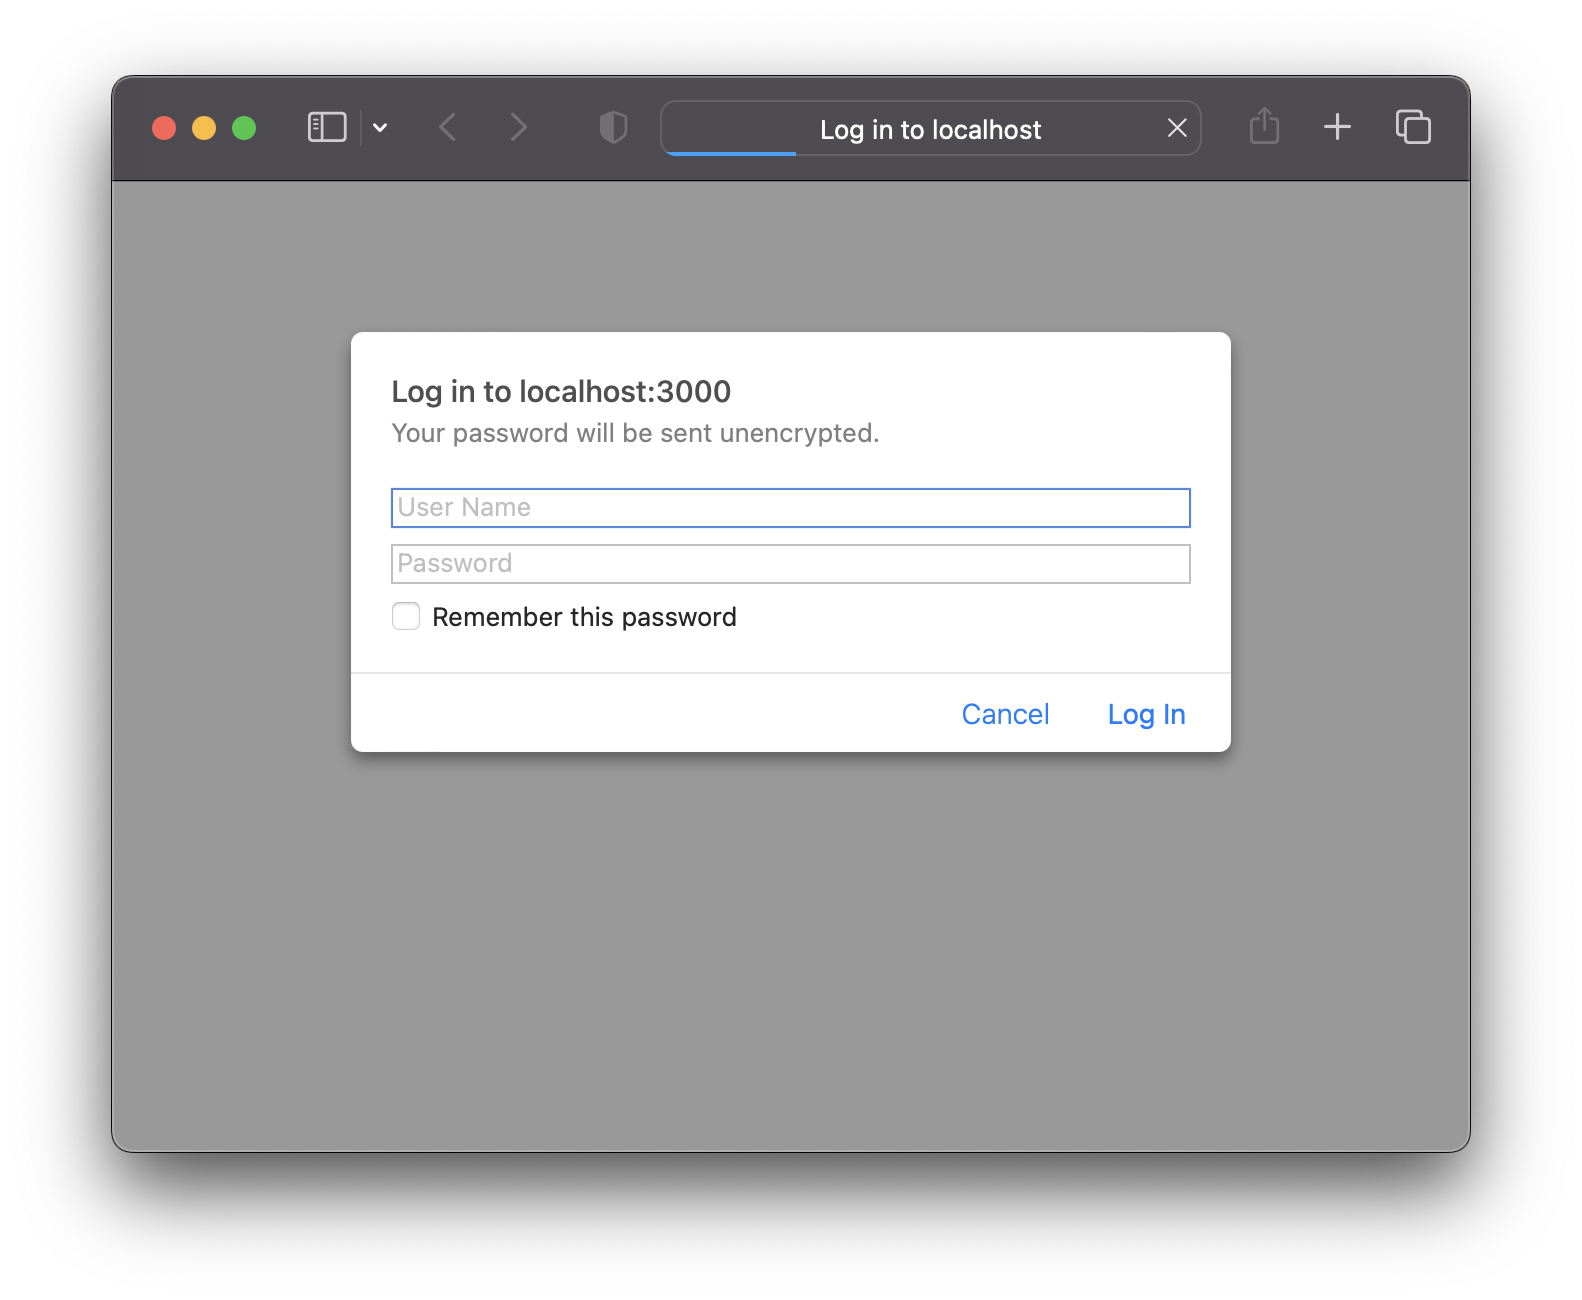 Log in to localhost
Log in to localhost:3000
Your password will be sent unencrypted.
User Name
Password
Remember this password
Cancel Log In